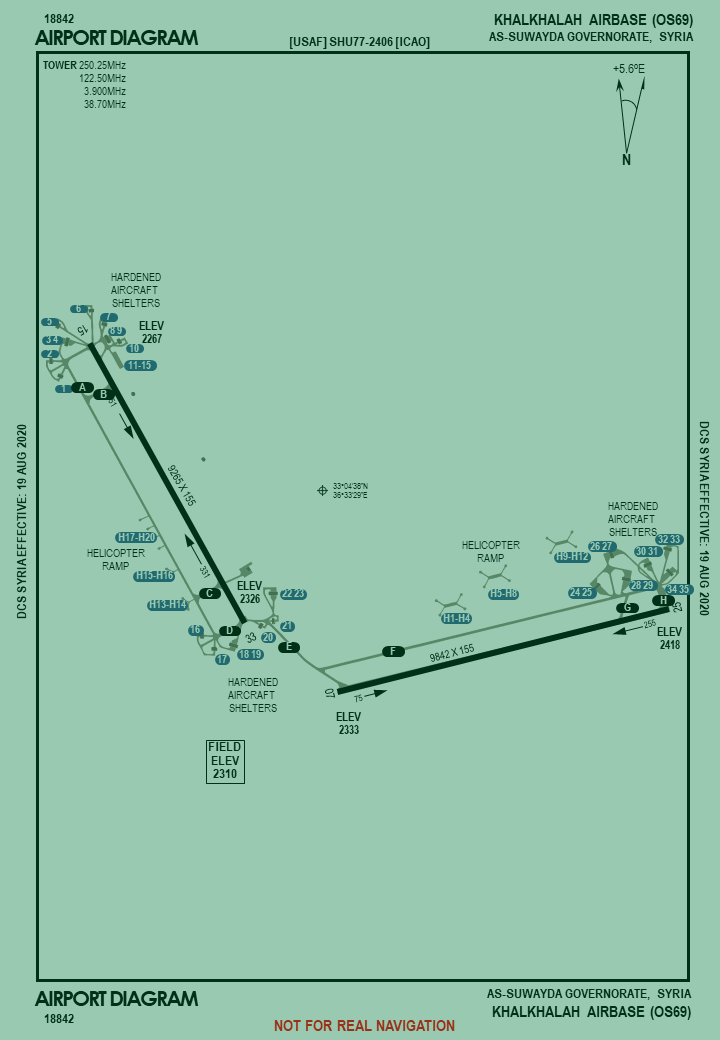 18842
AIRPORT DIAGRAM
[USAF] SHU77-2406 [ICAO]
KHALKHALAH AIRBASE (OS69)
AS-SUWAYDA GOVERNORATE, SYRIA
TOWER 250.25MHz
122.50MHz
3.900MHz
38.70MHz
+5.6ºE
N
HARDENED
AIRCRAFT
SHELTERS
6
7
5
15
8 9
ELEV
2267
3 4
10
2
11-15
1
A
B
151
9265 X 155
33°04'38"N
36°33'29"E
DCS SYRIA
EFFECTIVE: 19 AUG 2020
DCS SYRIA
EFFECTIVE: 19 AUG 2020
H17-H20
HELICOPTER
RAMP
H15-H16
331
H13-H14
C
ELEV
2326
22 23
16
D
33
20
21
17
18 19
E
HARDENED
AIRCRAFT
SHELTERS
HELICOPTER
RAMP
H9-H12
H5-H8
H1-H4
HARDENED
AIRCRAFT
SHELTERS
26 27
30 31
32 33
24 25
28 29
34 35
G
H
25
255
ELEV
2418
F
9842 X 155
07
75
ELEV
2333
FIELD
ELEV
2310
AIRPORT DIAGRAM
18842
NOT FOR REAL NAVIGATION
AS-SUWAYDA GOVERNORATE, SYRIA
KHALKHALAH AIRBASE (OS69)